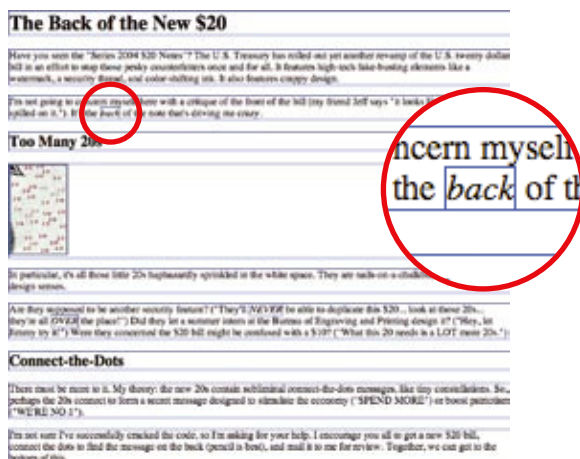 The Back of the New $20
Have you seen the "Series 2004 $20 Notes"? The U.S. Treasury has rolled out yet another revamp of the U.S. twenty dollar
bill in an effort to stop those pesky counterfeiters once and for all. It features high-tech fake-busting elements like a
watermark, a security thread, and color-shifting ink. It also features crappy design.
I'm not going to concern myself here with a critique of the front of the bill (my friend Jeff says "it looks
spilled on it."). It's the back of the note that's driving me crazy.
ncern myself
the back of th
Too Many 20s
In particular, it's all those little 20s haphazardly sprinkled in the white space. They are nails on a
design senses.
Are they supposed to be another security feature? ("They'll NEVER be able to duplicate this $20... look at those 20s...
they're all OVER the place!") Did they let a summer intern at the Bureau of Engraving and Printing design it? ("Hey, let
Jimmy try it!") Were they concerned the $20 bill might be confused with a $10? ("What this 20 needs is a LOT more 20s.")
Connect-the-Dots
There must be more to it. My theory: the new 20s contain subliminal connect-the-dots messages, like tiny constellations. So,
perhaps the 20s connect to form a secret message designed to stimulate the economy ("SPEND MORE") or boost patriotism
("WE'RE NO.1").
I'm not sure I've successfully cracked the code, so I'm asking for your help. I encourage you all to get a new $20 bill,
connect the dots to find the message on the back (pencil is best), and mail it to me for review. Together, we can get to the
bottom of this.